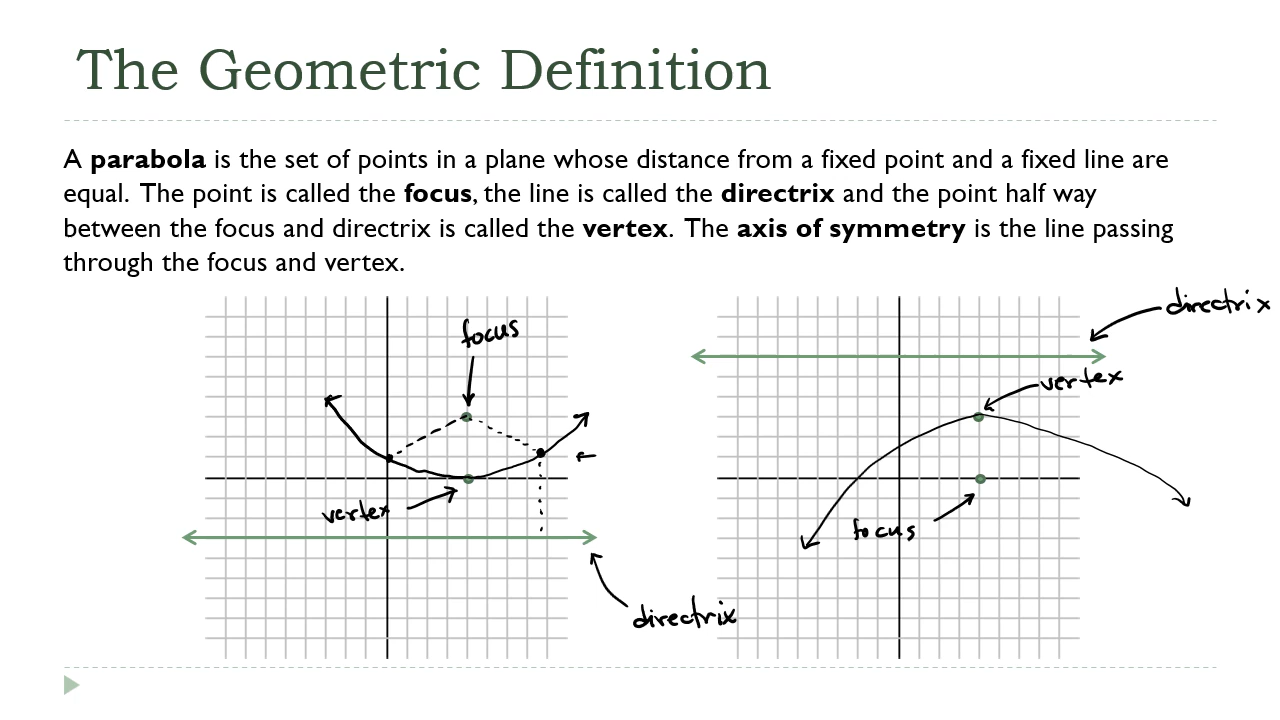 The Geometric Definition
A parabola is the set of points in a plane whose distance from a fixed point and a fixed line are
equal. The point is called the focus, the line is called the directrix and the point half way
between the focus and directrix is called the vertex. The axis of symmetry is the line passing
through the focus and vertex.
focus
vertex
directrix
directrix
vertex
focus